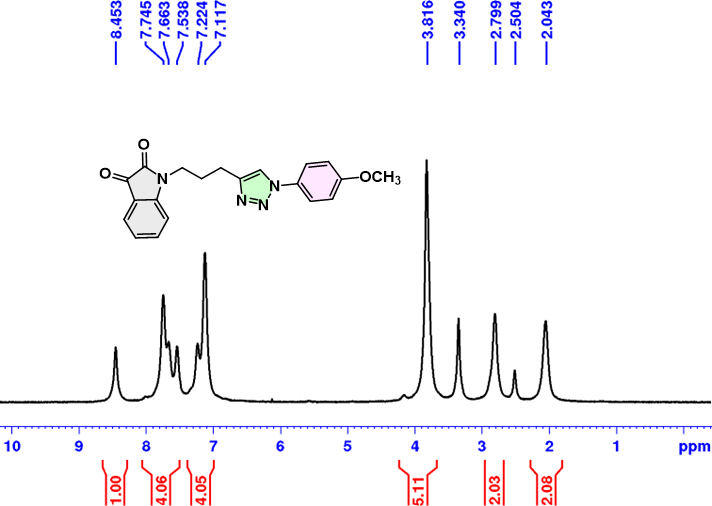 8.453
7.745
7.663
7.538
7.224
7.117
3.816
3.340
2.799
2.504
2.043
O
O
N
N
N
N
OCH3
10 9 8 7 6 5 4 3 2 1 ppm
1.00
4.06
4.05
5.11
2.03
2.08